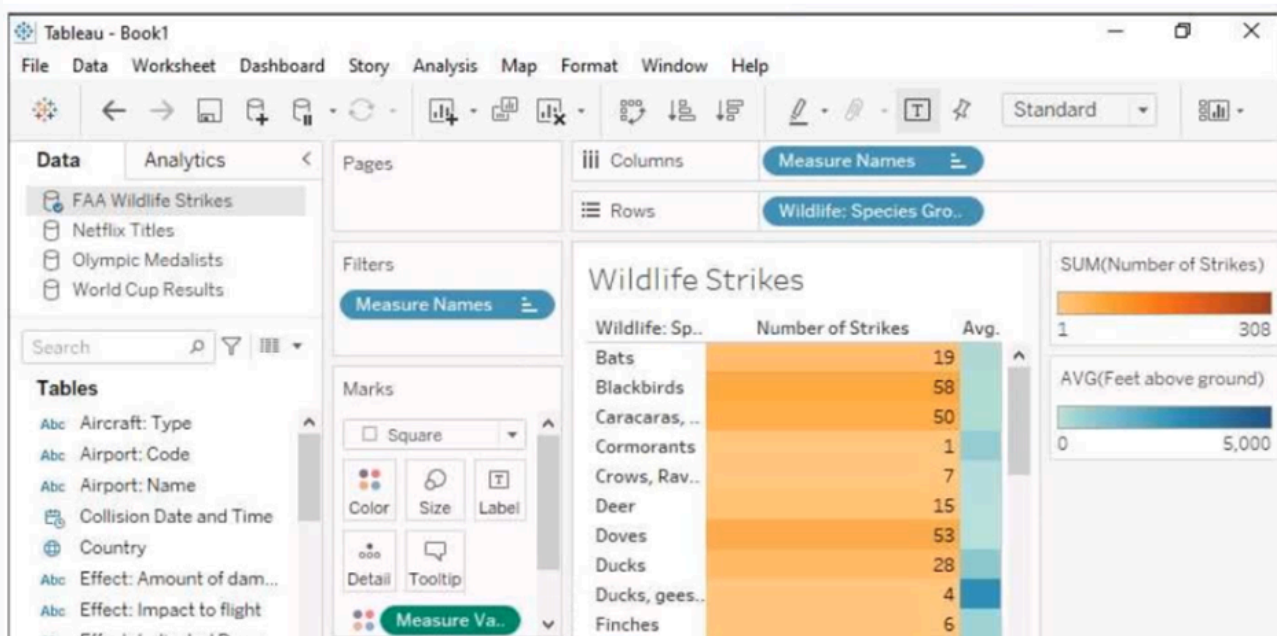 Tableau - Book1
File Data Worksheet Dashboard Story Analysis Map Format Window Help
Standard
Data Analytics
FAA Wildlife Strikes
Netflix Titles
Olympic Medalists
World Cup Results
Search
Tables
Abc Aircraft: Type
Abc Airport: Code
Abc Airport: Name
Collision Date and Time
Country
Abc Effect: Amount of dam...
Abc Effect: Impact to flight
Pages
Filters
Measure Names
Marks
Square
Color Size Label
Detail Tooltip
Measure Va..
Columns Measure Names
Rows Wildlife: Species Gro..
Wildlife Strikes
Wildlife: Sp.. Number of Strikes Avg.
Bats 19
Blackbirds 58
Caracaras, .. 50
Cormorants 1
Crows, Rav.. 7
Deer 15
Doves 53
Ducks 28
Ducks, gees.. 4
Finches 6
SUM(Number of Strikes)
1 308
AVG(Feet above ground)
0 5,000